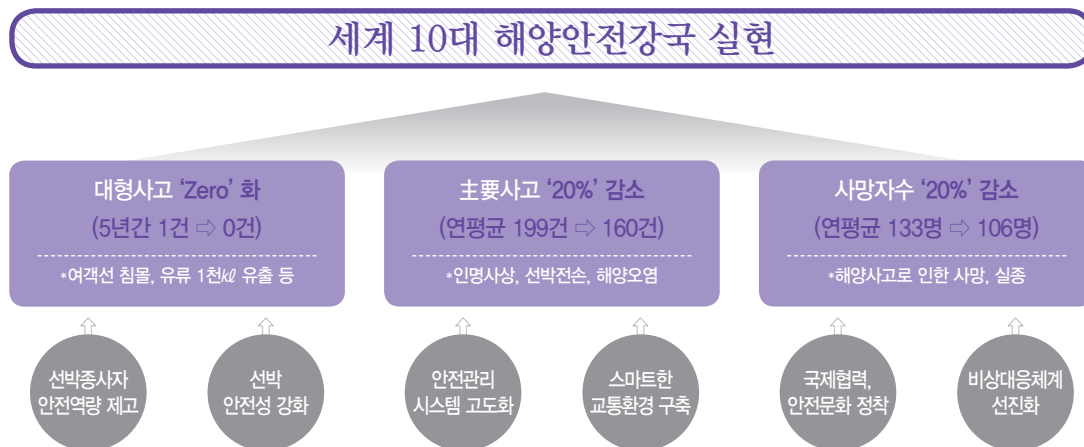 세계 10대 해양안전강국 실현
대형사고 ‘Zero’ 화
(5년간 1건 ⇨ 0건)
*여객선 침몰, 유류 1천㎘ 유출 등
主要사고 ‘20%’ 감소
(연평균 199건 ⇨ 160건)
*인명사상, 선박전손, 해양오염
사망자수 ‘20%’ 감소
(연평균 133명 ⇨ 106명)
*해양사고로 인한 사망, 실종
선박종사자
안전역량 제고
선박
안전성 강화
안전관리
시스템 고도화
스마트한
교통환경 구축
국제협력,
안전문화 정착
비상대응체계
선진화